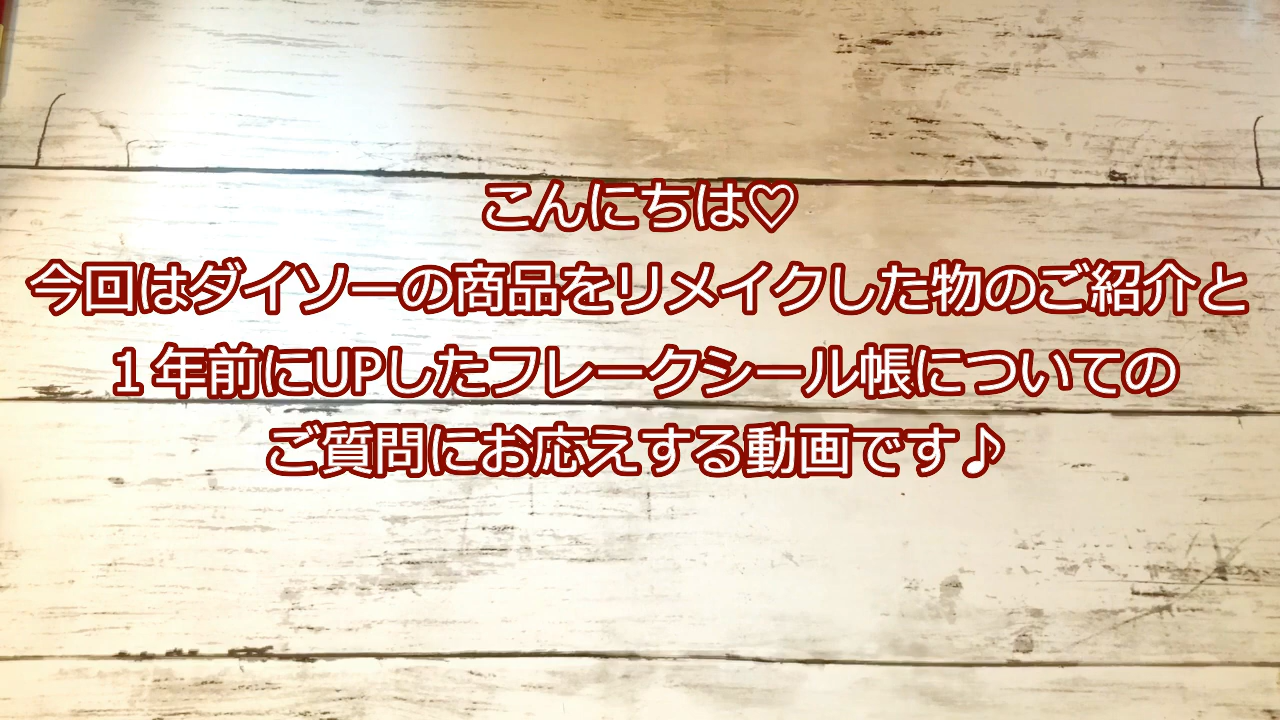 こんにちは♡
今回はダイソーの商品をリメイクした物のご紹介と
１年前にUPしたフレークシール帳についての
ご質問にお応えする動画です♪